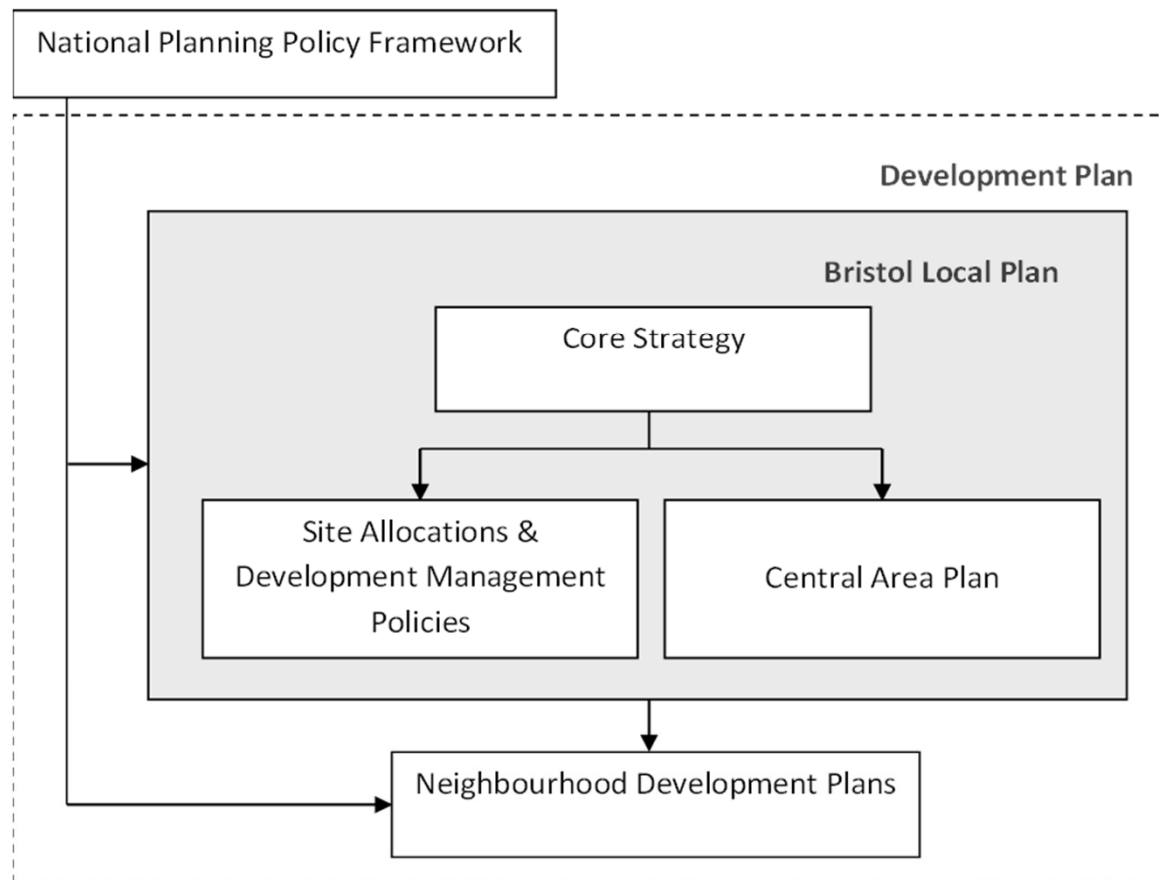 National Planning Policy Framework
Development Plan
Bristol Local Plan
Core Strategy
Site Allocations &
Development Management
Policies
Central Area Plan
Neighbourhood Development Plans